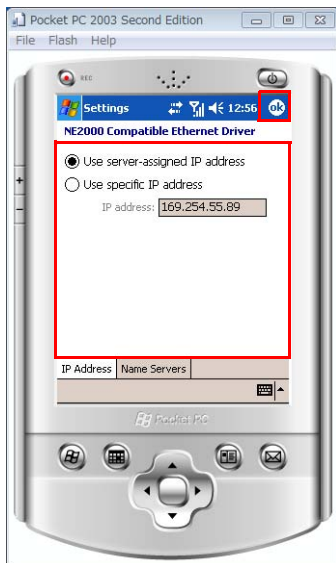 Pocket PC 2003 Second Edition
File Flash Help
REC
Settings 12:56 ok
NE2000 Compatible Ethernet Driver
Use server-assigned IP address
Use specific IP address
IP address: 169.254.55.89
IP Address Name Servers
Pocket PC